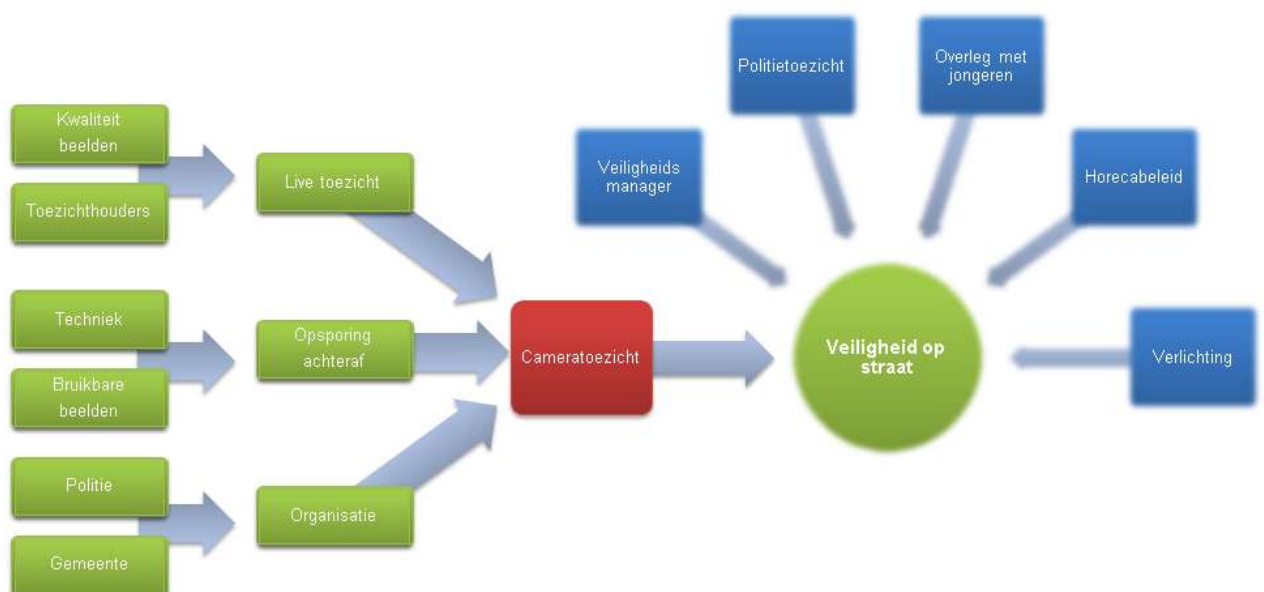 Kwaliteit
beelden
Toezichthouders
Live toezicht
Techniek
Bruikbare
beelden
Opsporing
achteraf
Politie
Gemeente
Organisatie
Cameratoezicht
Veiligheids
manager
Politietoezicht
Overleg met
jongeren
Horecabeleid
Verlichting
Veiligheid op
straat